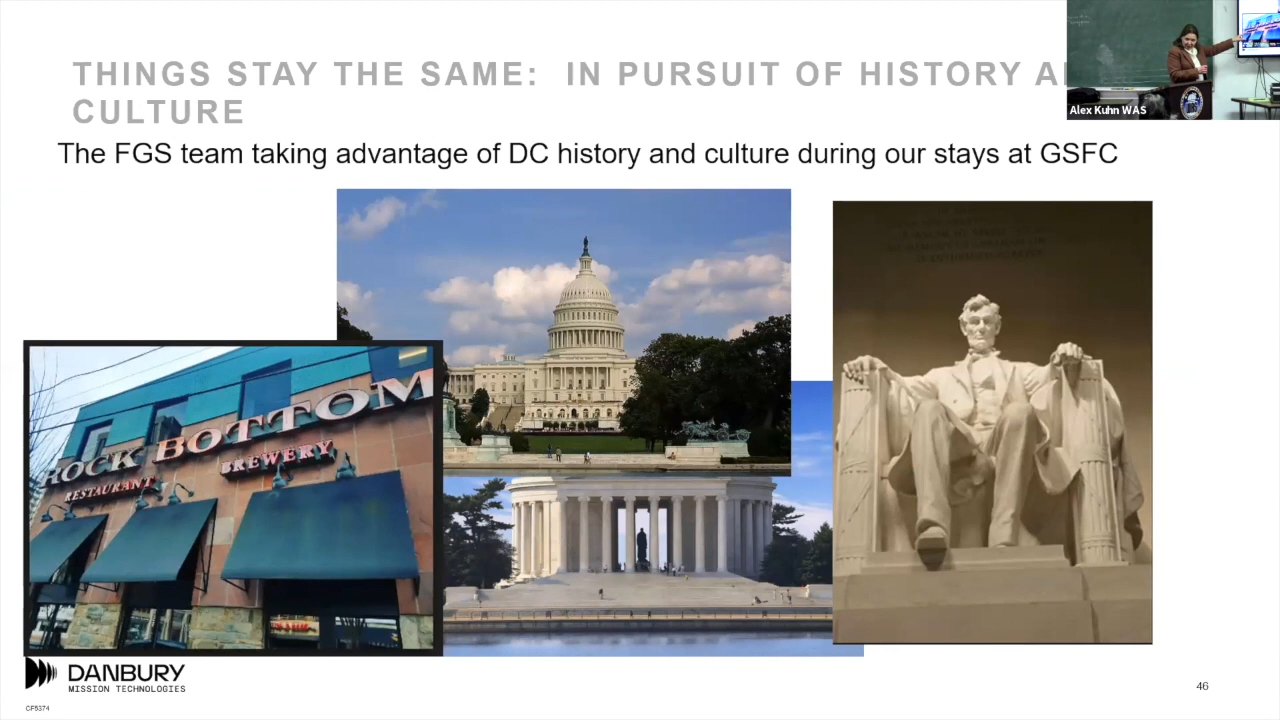 THINGS STAY THE SAME: IN PURSUIT OF HISTORY A
CULTURE
Alex Kuhn WAS
The FGS team taking advantage of DC history and culture during our stays at GSFC
ROCK BOTTOM
RESTAURANT BREWERY
DANBURY
MISSION TECHNOLOGIES
46
CF5374